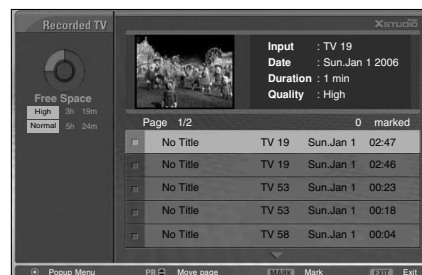 Recorded TV
XSTUDIO
Input : TV 19
Date : Sun.Jan 1 2006
Duration : 1 min
Quality : High
Free Space
High 3h 19m
Normal 5h 24m
Page 1/2 0 marked
No Title TV 19 Sun.Jan 1 02:47
No Title TV 19 Sun.Jan 1 02:46
No Title TV 53 Sun.Jan 1 00:23
No Title TV 53 Sun.Jan 1 00:18
No Title TV 58 Sun.Jan 1 00:04
Popup Menu PR Move page MARK Mark EXIT Exit